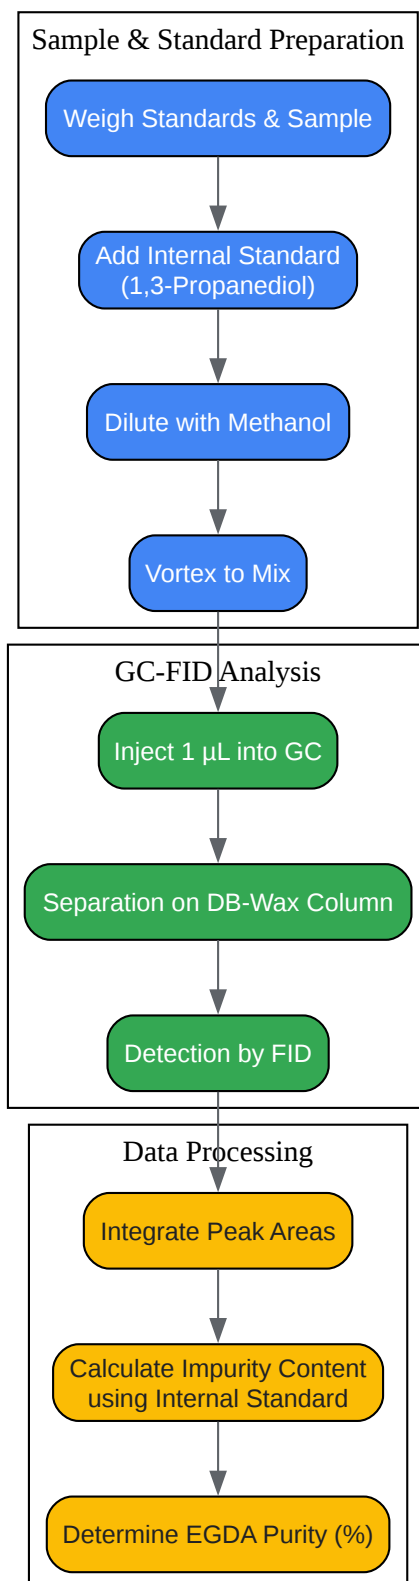 Sample & Standard Preparation
Weigh Standards & Sample
Add Internal Standard
(1,3-Propanediol)
Dilute with Methanol
Vortex to Mix
GC-FID Analysis
Inject 1 µL into GC
Separation on DB-Wax Column
Detection by FID
Data Processing
Integrate Peak Areas
Calculate Impurity Content
using Internal Standard
Determine EGDA Purity (%)